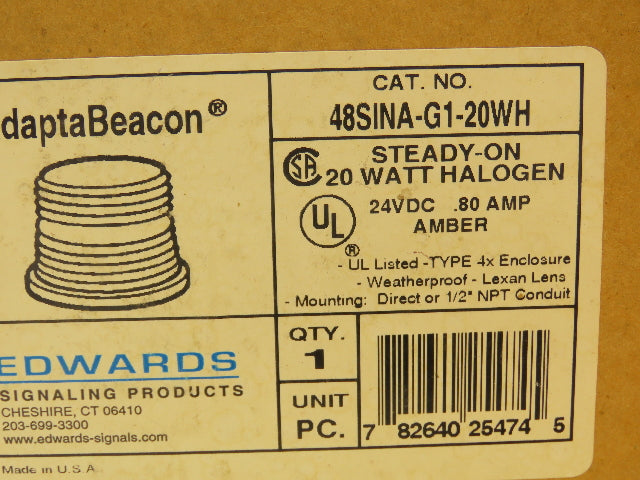 daptaBeacon®
CAT. NO.
48SINA-G1-20WH
SA
STEADY-ON
20 WATT HALOGEN
UL®
24VDC .80 AMP
AMBER
- UL Listed -TYPE 4x Enclosure
- Weatherproof - Lexan Lens
- Mounting: Direct or 1/2" NPT Conduit
EDWARDS
SIGNALING PRODUCTS
CHESHIRE, CT 06410
203-699-3300
www.edwards-signals.com
Made in U.S.A.
QTY.
1
UNIT
PC.
7 82640 25474 5